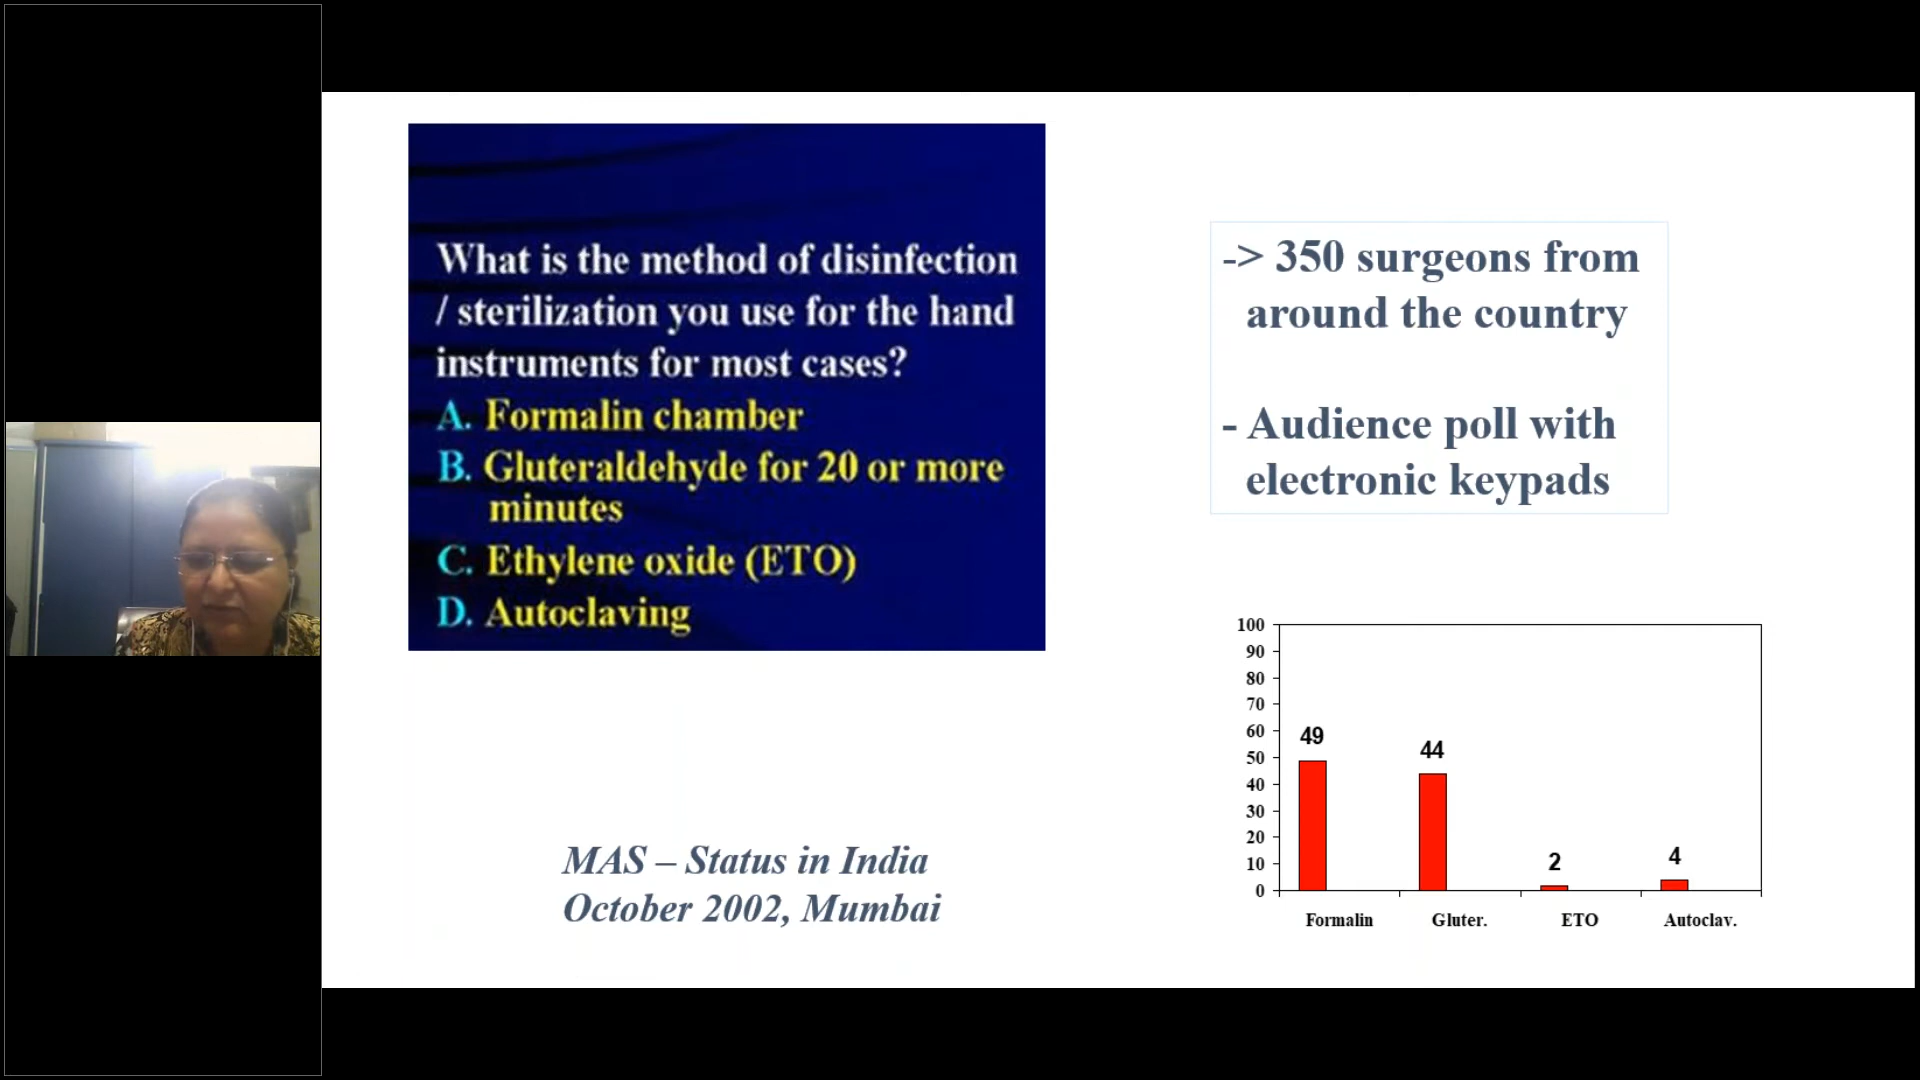 What is the method of disinfection
/ sterilization you use for the hand
instruments for most cases?
A. Formalin chamber
B. Gluteraldehyde for 20 or more
minutes
C. Ethylene oxide (ETO)
D. Autoclaving
-> 350 surgeons from
around the country
- Audience poll with
electronic keypads
MAS – Status in India
October 2002, Mumbai
100
90
80
70
60
50
40
30
20
10
0
49
44
2
4
Formalin
Gluter.
ETO
Autoclav.